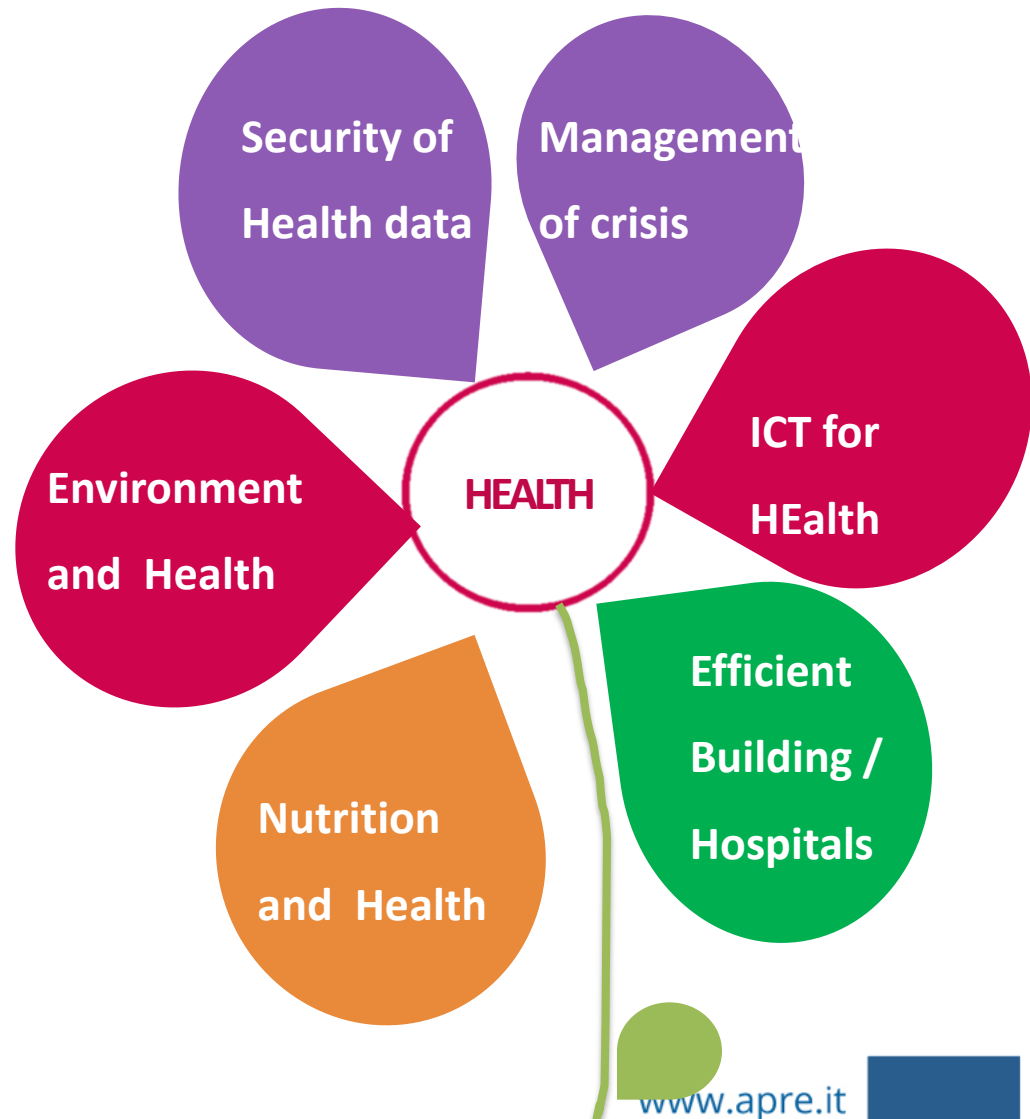 Security of
Health data
Management
of crisis
ICT for
HEalth
Environment
and  Health
HEALTH
Efficient
Building /
Hospitals
Nutrition
and  Health
www.apre.it